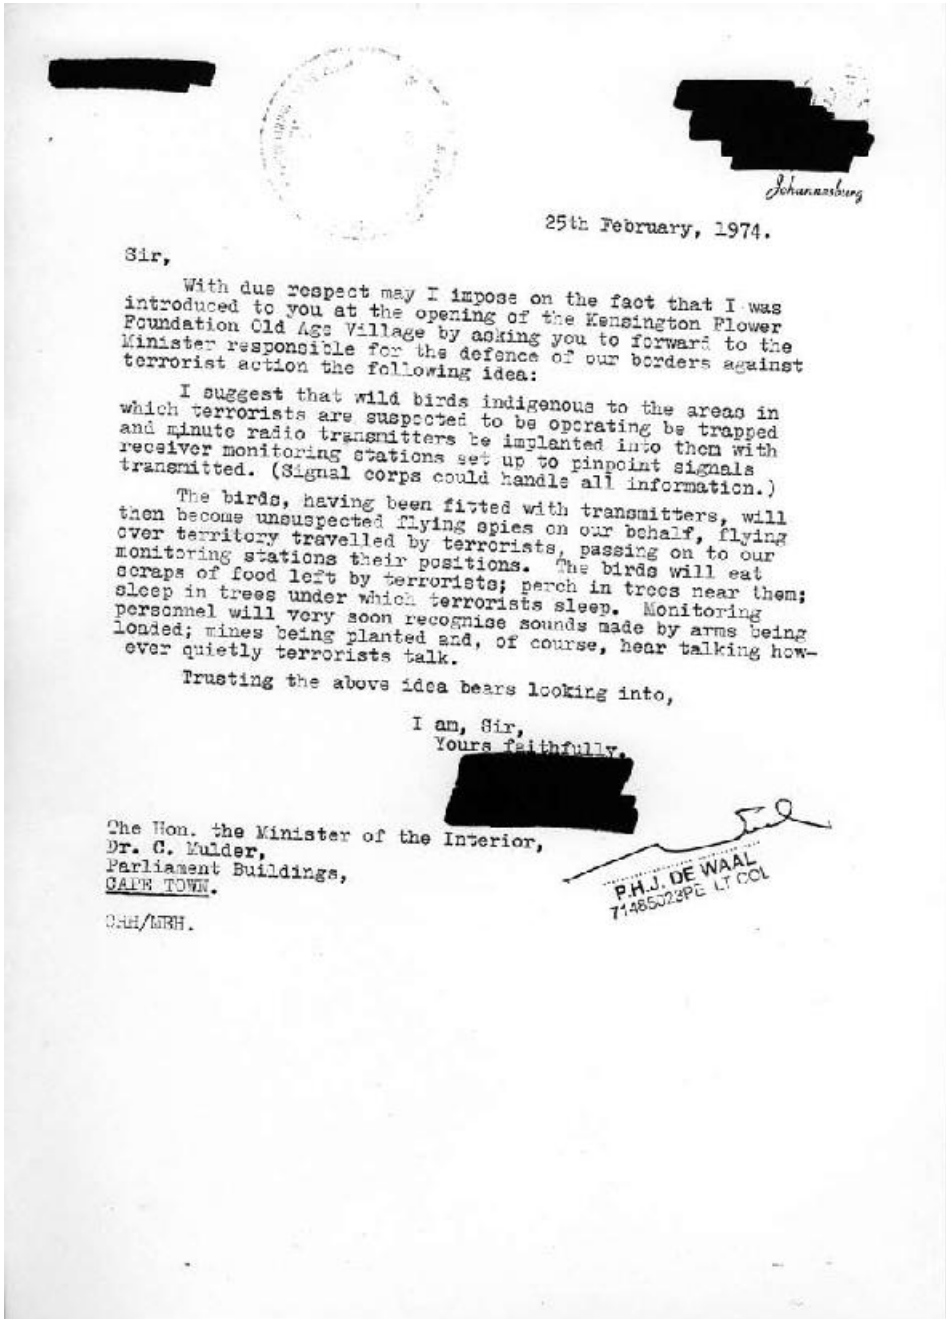 Johannesburg
25th February, 1974.
Sir,
With due respect may I impose on the fact that I was
introduced to you at the opening of the Kensington Flower
Foundation Old Age Village by asking you to forward to the
Minister responsible for the defence of our borders against
terrorist action the following idea:
I suggest that wild birds indigenous to the areas in
which terrorists are suspected to be operating be trapped
and minute radio transmitters be implanted into them with
receiver monitoring stations set up to pinpoint signals
transmitted. (Signal corps could handle all information.)
The birds, having been fitted with transmitters, will
then become unsuspected flying spies on our behalf, flying
over territory travelled by terrorists, passing on to our
monitoring stations their positions. The birds will eat
scraps of food left by terrorists; perch in trees near them;
sleep in trees under which terrorists sleep. Monitoring
personnel will very soon recognise sounds made by arms being
loaded; mines being planted and, of course, hear talking how-
ever quietly terrorists talk.
Trusting the above idea bears looking into,
I am, Sir,
Yours faithfully.
The Hon. the Minister of the Interior,
Dr. C. Mulder,
Parliament Buildings,
CAPE TOWN.
P.H.J. DE WAAL
LT COL
/MEH.